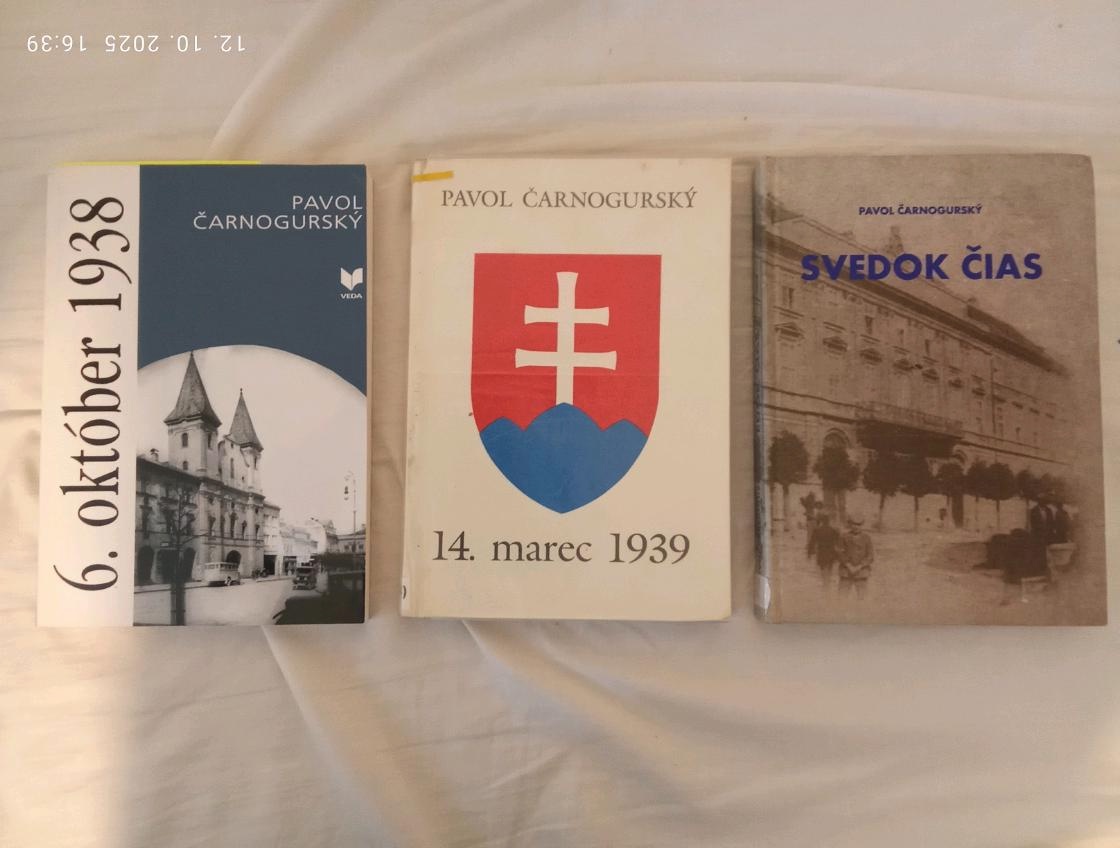 12. 10. 2025 16:39
6. október 1938
PAVOL
ČARNOGURSKÝ
VEDA
PAVOL ČARNOGURSKÝ
14. marec 1939
PAVOL ČARNOGURSKÝ
SVEDOK ČIAS